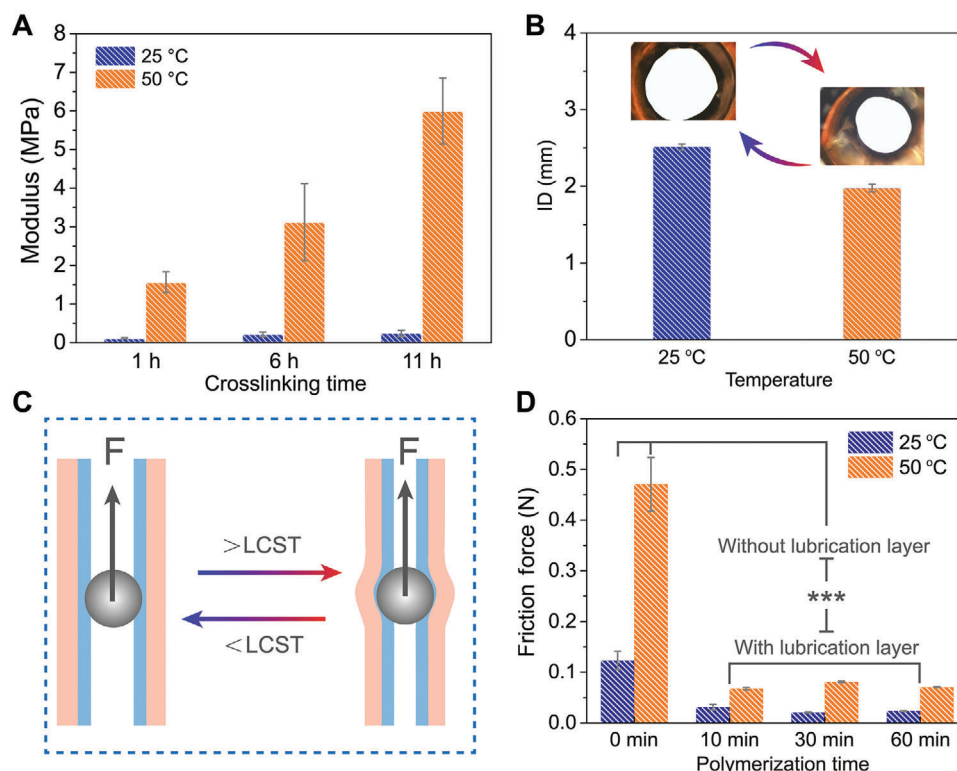 A
25 °C
50 °C
Modulus (MPa)
8
7
6
5
4
3
2
1
0
1 h
6 h
11 h
Crosslinking time
B
ID (mm)
4
3
2
1
0
25 °C
50 °C
Temperature
C
F
F
>LCST
<LCST
D
25 °C
50 °C
Friction force (N)
0.6
0.5
0.4
0.3
0.2
0.1
0.0
Without lubrication layer
***
With lubrication layer
0 min
10 min
30 min
60 min
Polymerization time